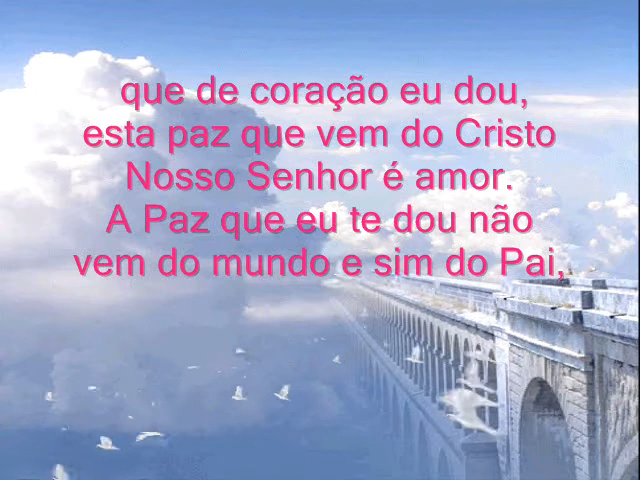 que de coração eu dou,
esta paz que vem do Cristo
Nosso Senhor é amor.
A Paz que eu te dou não
vem do mundo e sim do Pai,